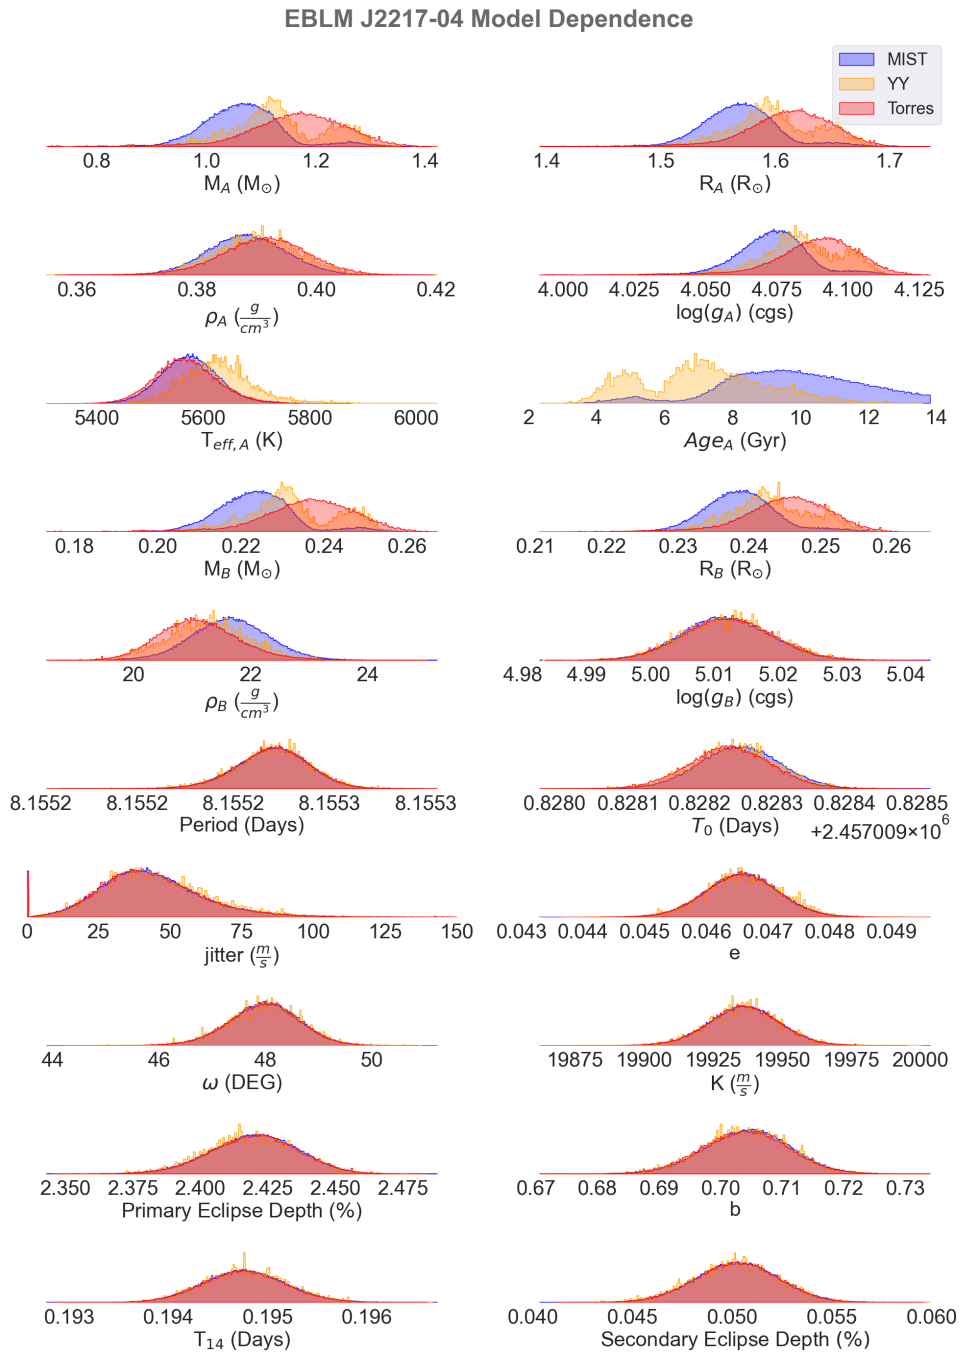 EBLM J2217-04 Model Dependence
MIST
YY
Torres
0.8 1.0 1.2 1.4
M_A (M_⊙)
1.4 1.5 1.6 1.7
R_A (R_⊙)
0.36 0.38 0.40 0.42
ρ_A (g/cm^3)
4.000 4.025 4.050 4.075 4.100 4.125
log(g_A) (cgs)
5400 5600 5800 6000
T_eff,A (K)
2 4 6 8 10 12 14
Age_A (Gyr)
0.18 0.20 0.22 0.24 0.26
M_B (M_⊙)
0.21 0.22 0.23 0.24 0.25 0.26
R_B (R_⊙)
20 22 24
ρ_B (g/cm^3)
4.98 4.99 5.00 5.01 5.02 5.03 5.04
log(g_B) (cgs)
8.1552 8.1552 8.1552 8.1553 8.1553
Period (Days)
0.8280 0.8281 0.8282 0.8283 0.8284 0.8285
T_0 (Days)
+2.457009×10^6
0 25 50 75 100 125 150
jitter (m/s)
0.043 0.044 0.045 0.046 0.047 0.048 0.049
e
44 46 48 50
ω (DEG)
19875 19900 19925 19950 19975 20000
K (m/s)
2.350 2.375 2.400 2.425 2.450 2.475
Primary Eclipse Depth (%)
0.67 0.68 0.69 0.70 0.71 0.72 0.73
b
0.193 0.194 0.195 0.196
T_14 (Days)
0.040 0.045 0.050 0.055 0.060
Secondary Eclipse Depth (%)